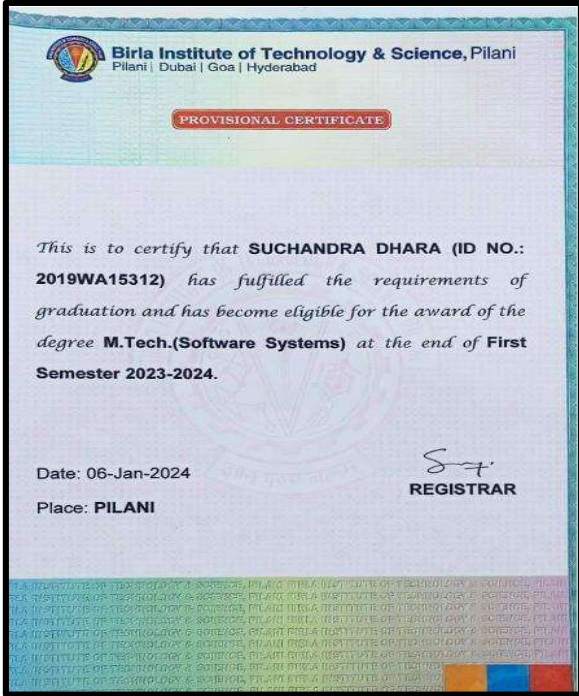 Birla Institute of Technology & Science, Pilani
Pilani | Dubai | Goa | Hyderabad
PROVISIONAL CERTIFICATE
This is to certify that SUCHANDRA DHARA (ID NO.:
2019WA15312) has fulfilled the requirements of
graduation and has become eligible for the award of the
degree M.Tech.(Software Systems) at the end of First
Semester 2023-2024.
Date: 06-Jan-2024
REGISTRAR
Place: PILANI